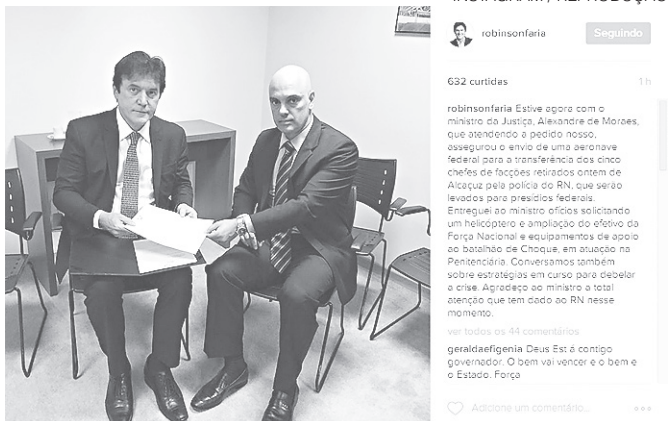 INSTAGRAM / REPRODUÇÃO
robinsonfaria
Seguindo
632 curtidas
1 h
robinsonfaria Estive agora com o
ministro da Justiça, Alexandre de Moraes,
que atendendo a pedido nosso,
assegurou o envio de uma aeronave
federal para a transferência dos cinco
chefes de facções retirados ontem de
Alcaçuz pela polícia do RN, que serão
levados para presídios federais.
Entreguei ao ministro ofícios solicitando
um helicóptero e ampliação do efetivo da
Força Nacional e equipamentos de apoio
ao batalhão de Choque, em atuação na
Penitenciária. Conversamos também
sobre estratégias em curso para debelar
a crise. Agradeço ao ministro a total
atenção que tem dado ao RN nesse
momento.
ver todos os 44 comentários
geraldaefigenia Deus Est á contigo
governador. O bem vai vencer e o bem e
o Estado. Força
Adicione um comentário...